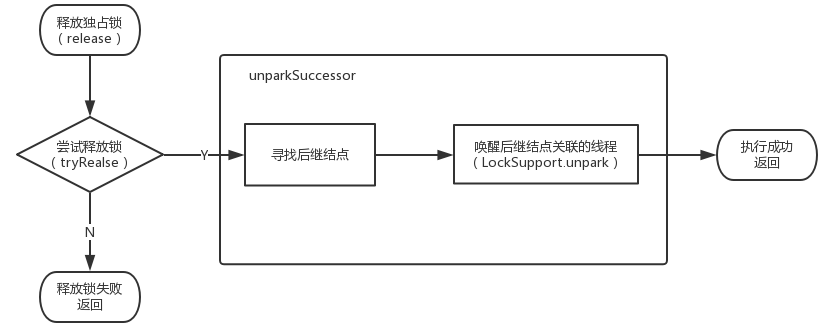 释放独占锁
（release）
unparkSuccessor
尝试释放锁
（tryRealse）
Y
寻找后继结点
唤醒后继结点关联的线程
（LockSupport.unpark）
执行成功
返回
N
释放锁失败
返回